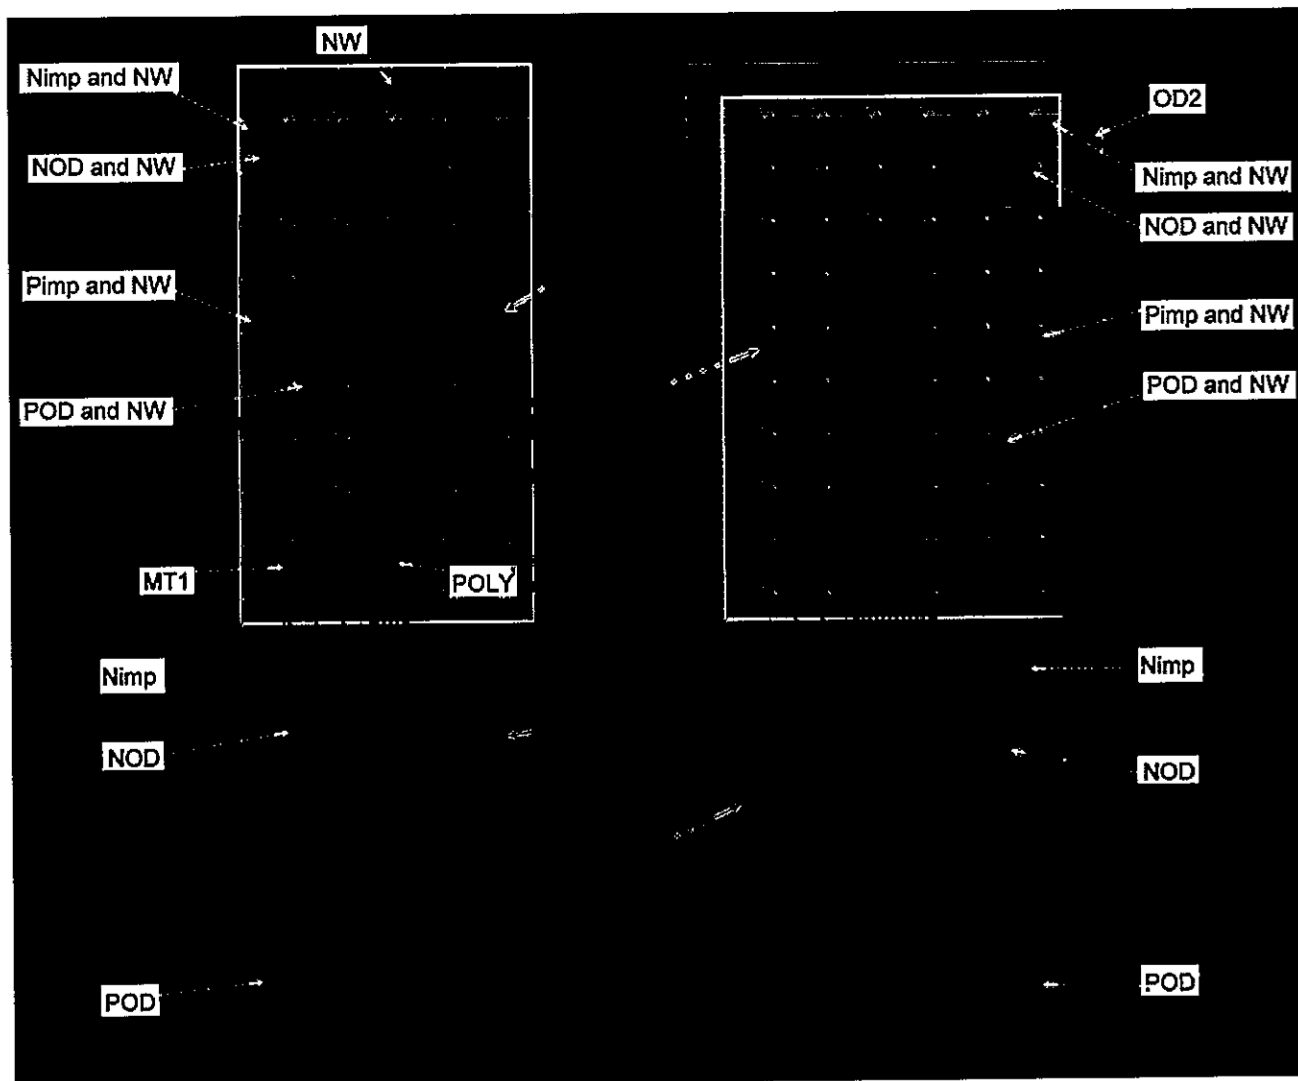 NW
Nimp and NW
OD2
NOD and NW
Nimp and NW
NOD and NW
Pimp and NW
Pimp and NW
POD and NW
POD and NW
MT1
POLY
Nimp
Nimp
NOD
NOD
POD
POD